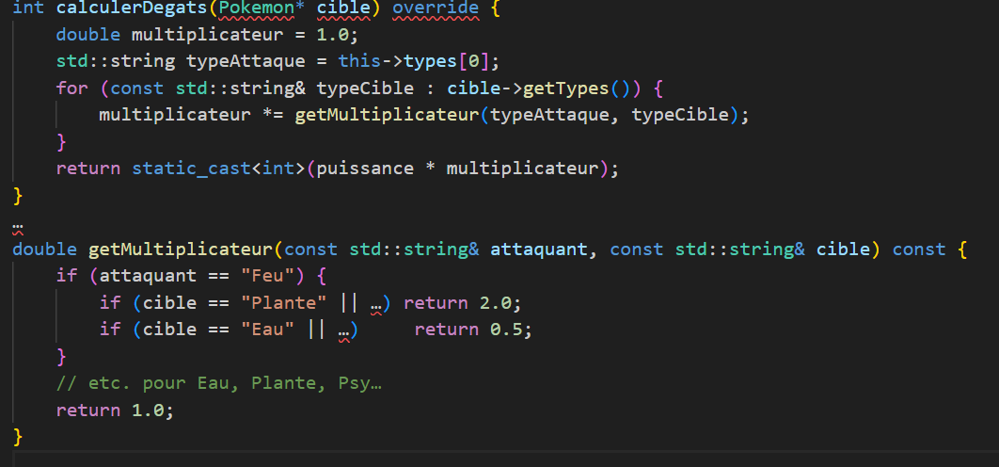 int calculerDegats(Pokemon* cible) override {
    double multiplicateur = 1.0;
    std::string typeAttaque = this->types[0];
    for (const std::string& typeCible : cible->getTypes()) {
        multiplicateur *= getMultiplicateur(typeAttaque, typeCible);
    }
    return static_cast<int>(puissance * multiplicateur);
}
…
double getMultiplicateur(const std::string& attaquant, const std::string& cible) const {
    if (attaquant == "Feu") {
        if (cible == "Plante" || …) return 2.0;
        if (cible == "Eau" || …)     return 0.5;
    }
    // etc. pour Eau, Plante, Psy…
    return 1.0;
}